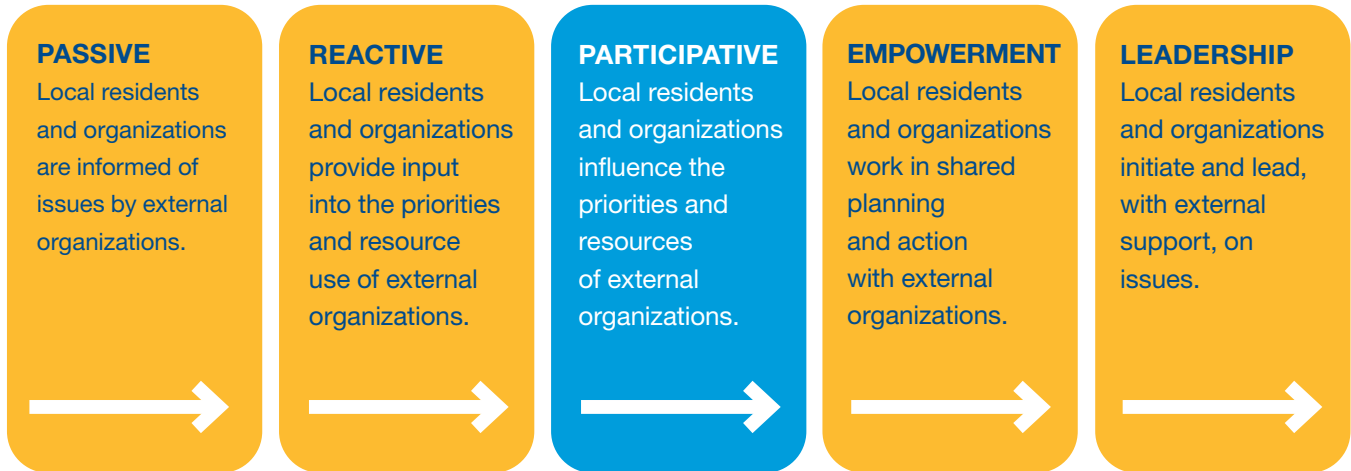 PASSIVE
Local residents
and organizations
are informed of
issues by external
organizations.
REACTIVE
Local residents
and organizations
provide input
into the priorities
and resource
use of external
organizations.
PARTICIPATIVE
Local residents
and organizations
influence the
priorities and
resources
of external
organizations.
EMPOWERMENT
Local residents
and organizations
work in shared
planning
and action
with external
organizations.
LEADERSHIP
Local residents
and organizations
initiate and lead,
with external
support, on
issues.